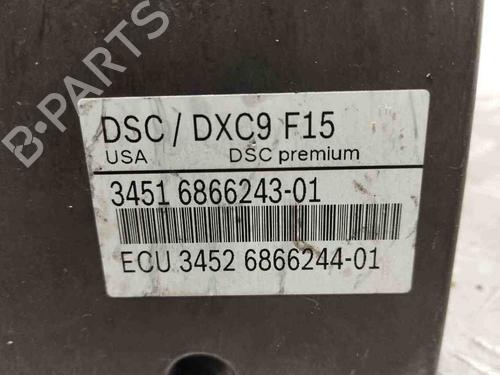 B-PARTS
DSC / DXC9 F15
USA DSC premium
3451 6866243-01
ECU 3452 6866244-01